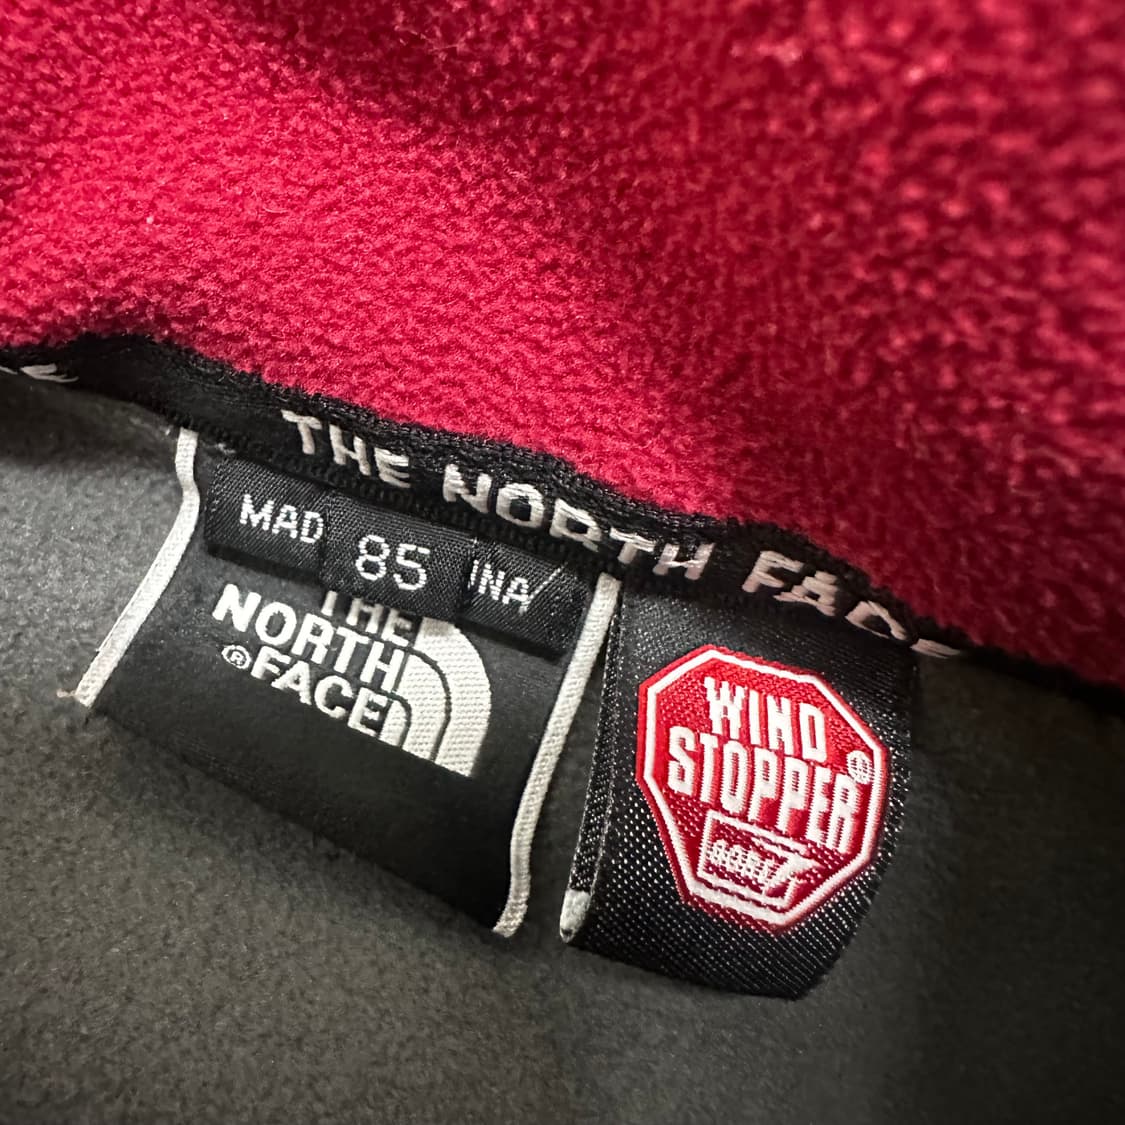 THE NORTH FACE
MAD
85
INA/
THE
NORTH
®FACE
WIND
STOPPER®